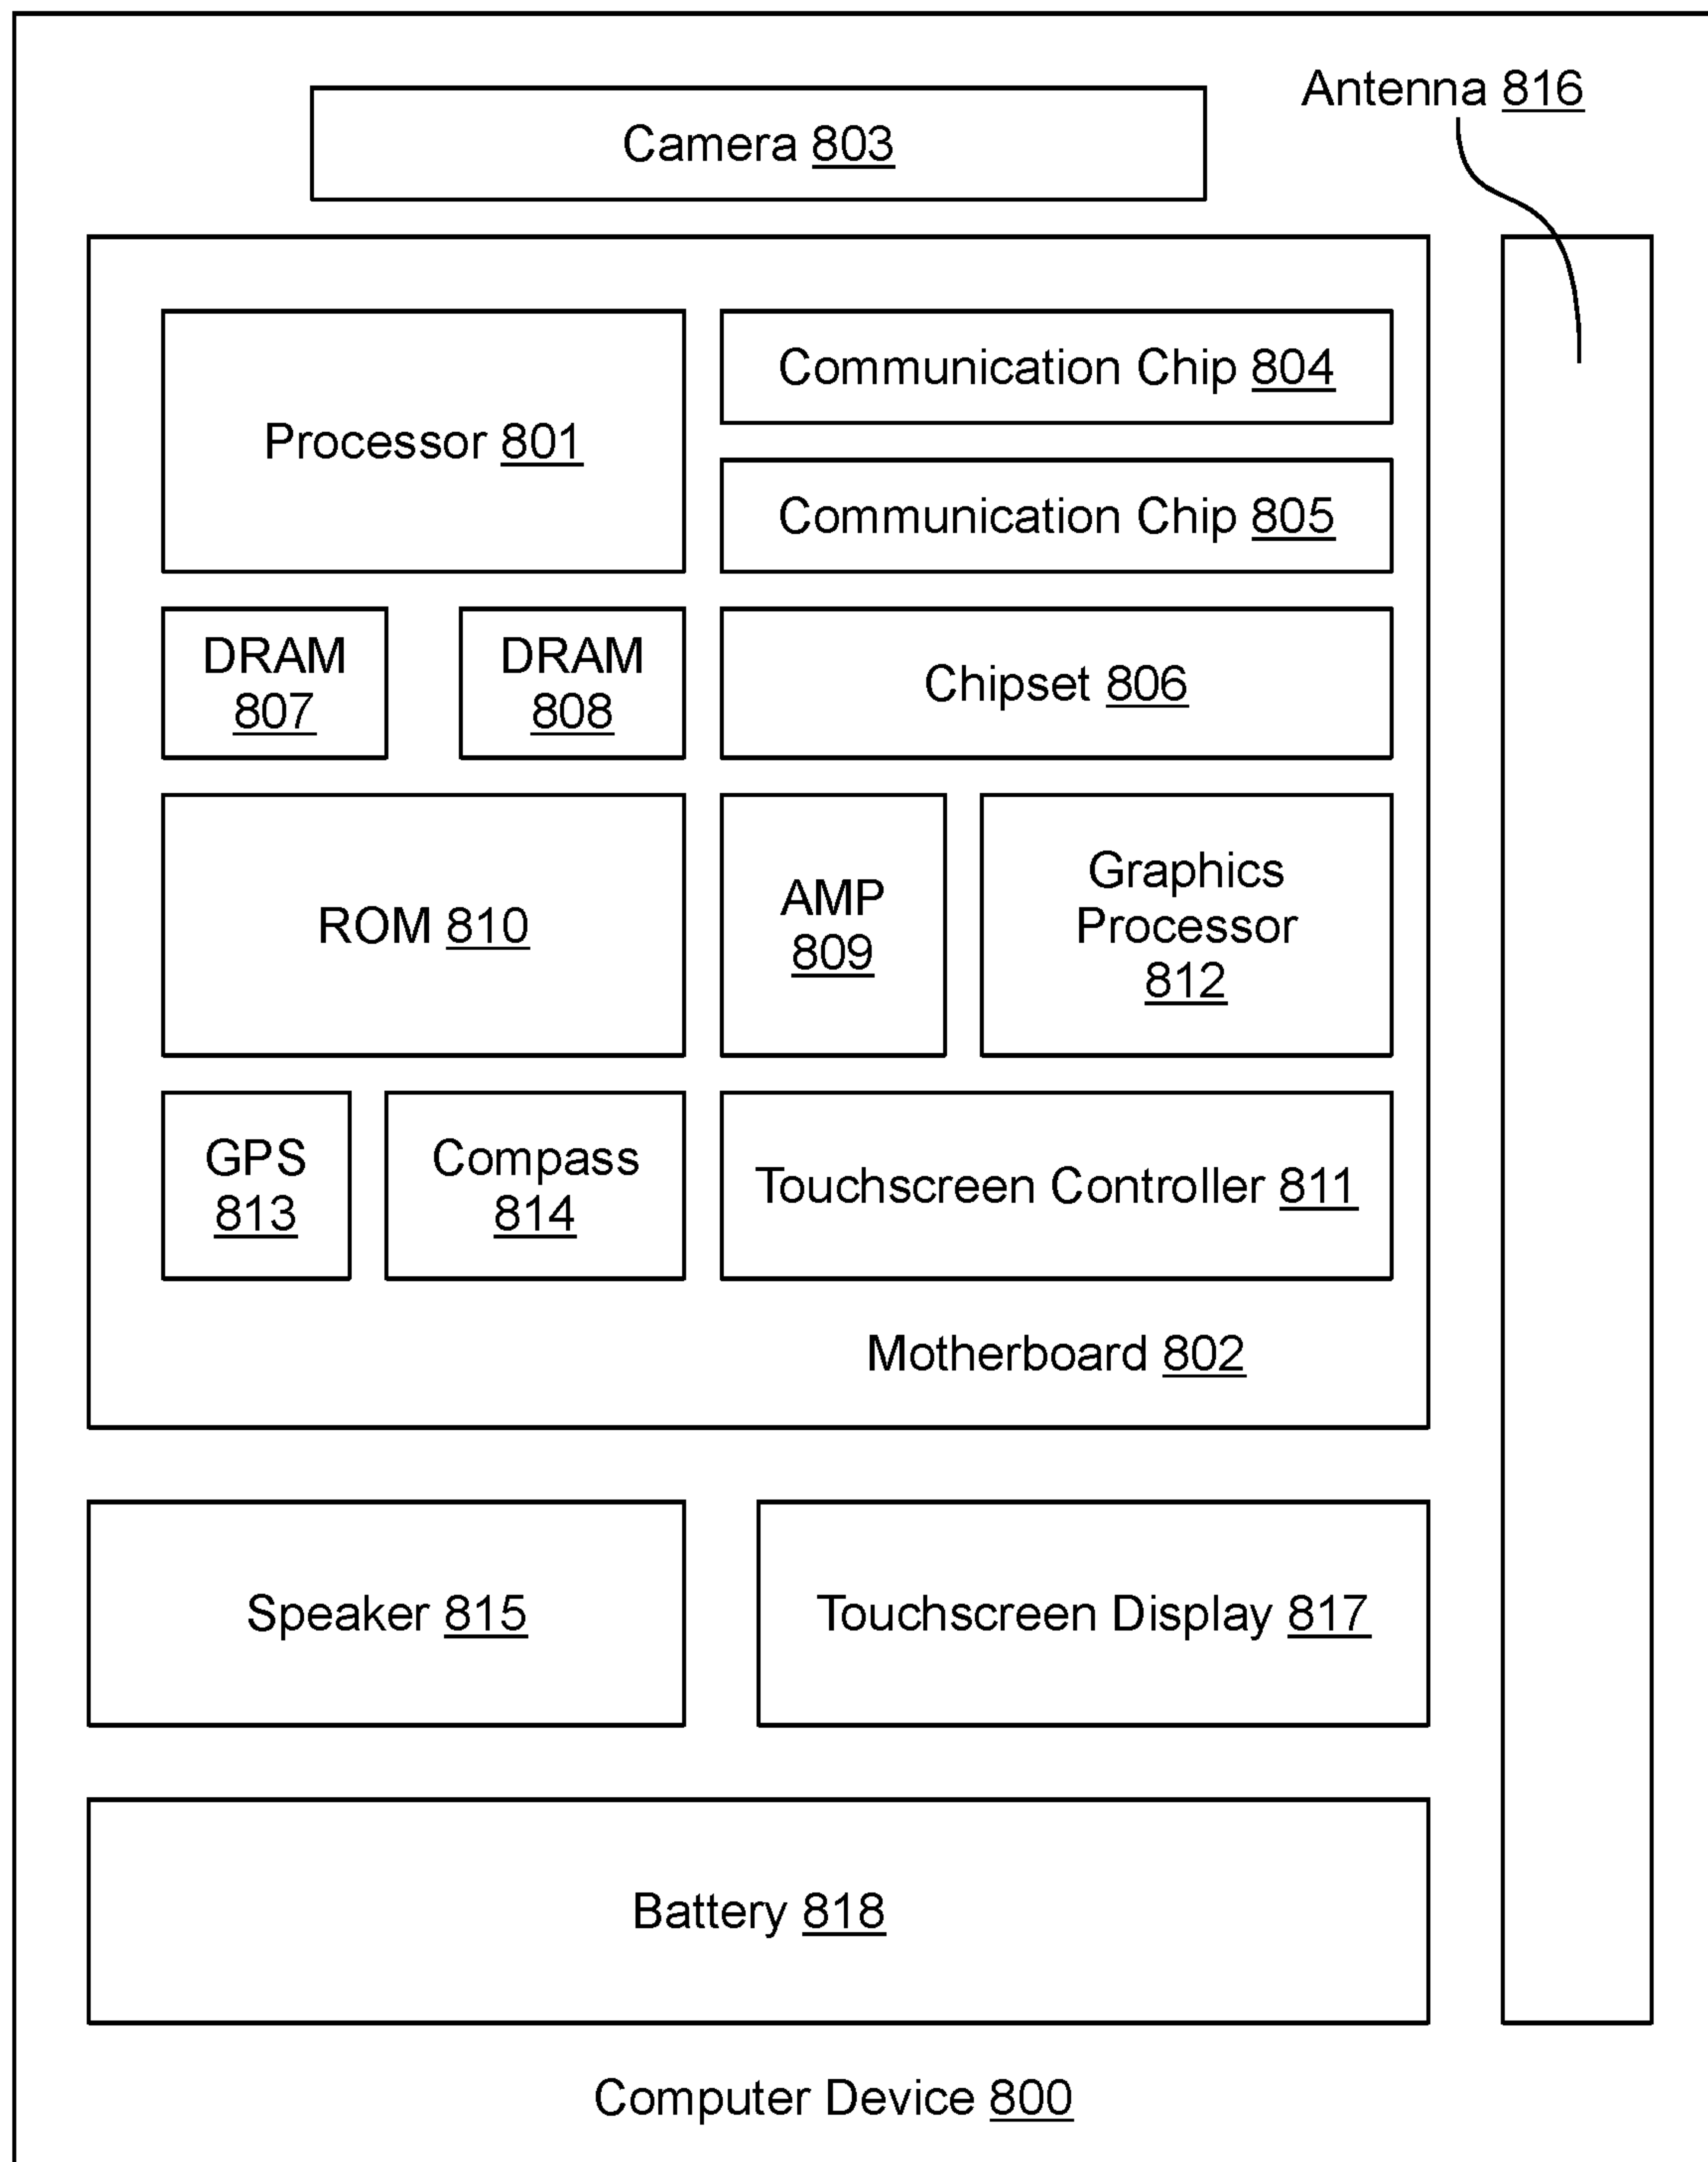 Antenna 816
Camera 803
Processor 801
Communication Chip 804
Communication Chip 805
DRAM
807
DRAM
808
Chipset 806
ROM 810
AMP
809
Graphics
Processor
812
GPS
813
Compass
814
Touchscreen Controller 811
Motherboard 802
Speaker 815
Touchscreen Display 817
Battery 818
Computer Device 800